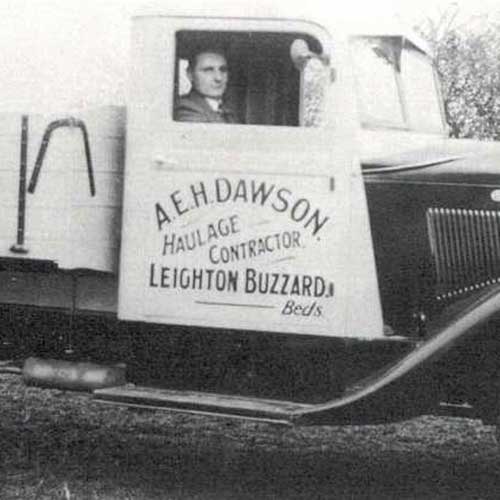 A.E.H. DAWSON.
HAULAGE
CONTRACTOR.
LEIGHTON BUZZARD.
Beds.